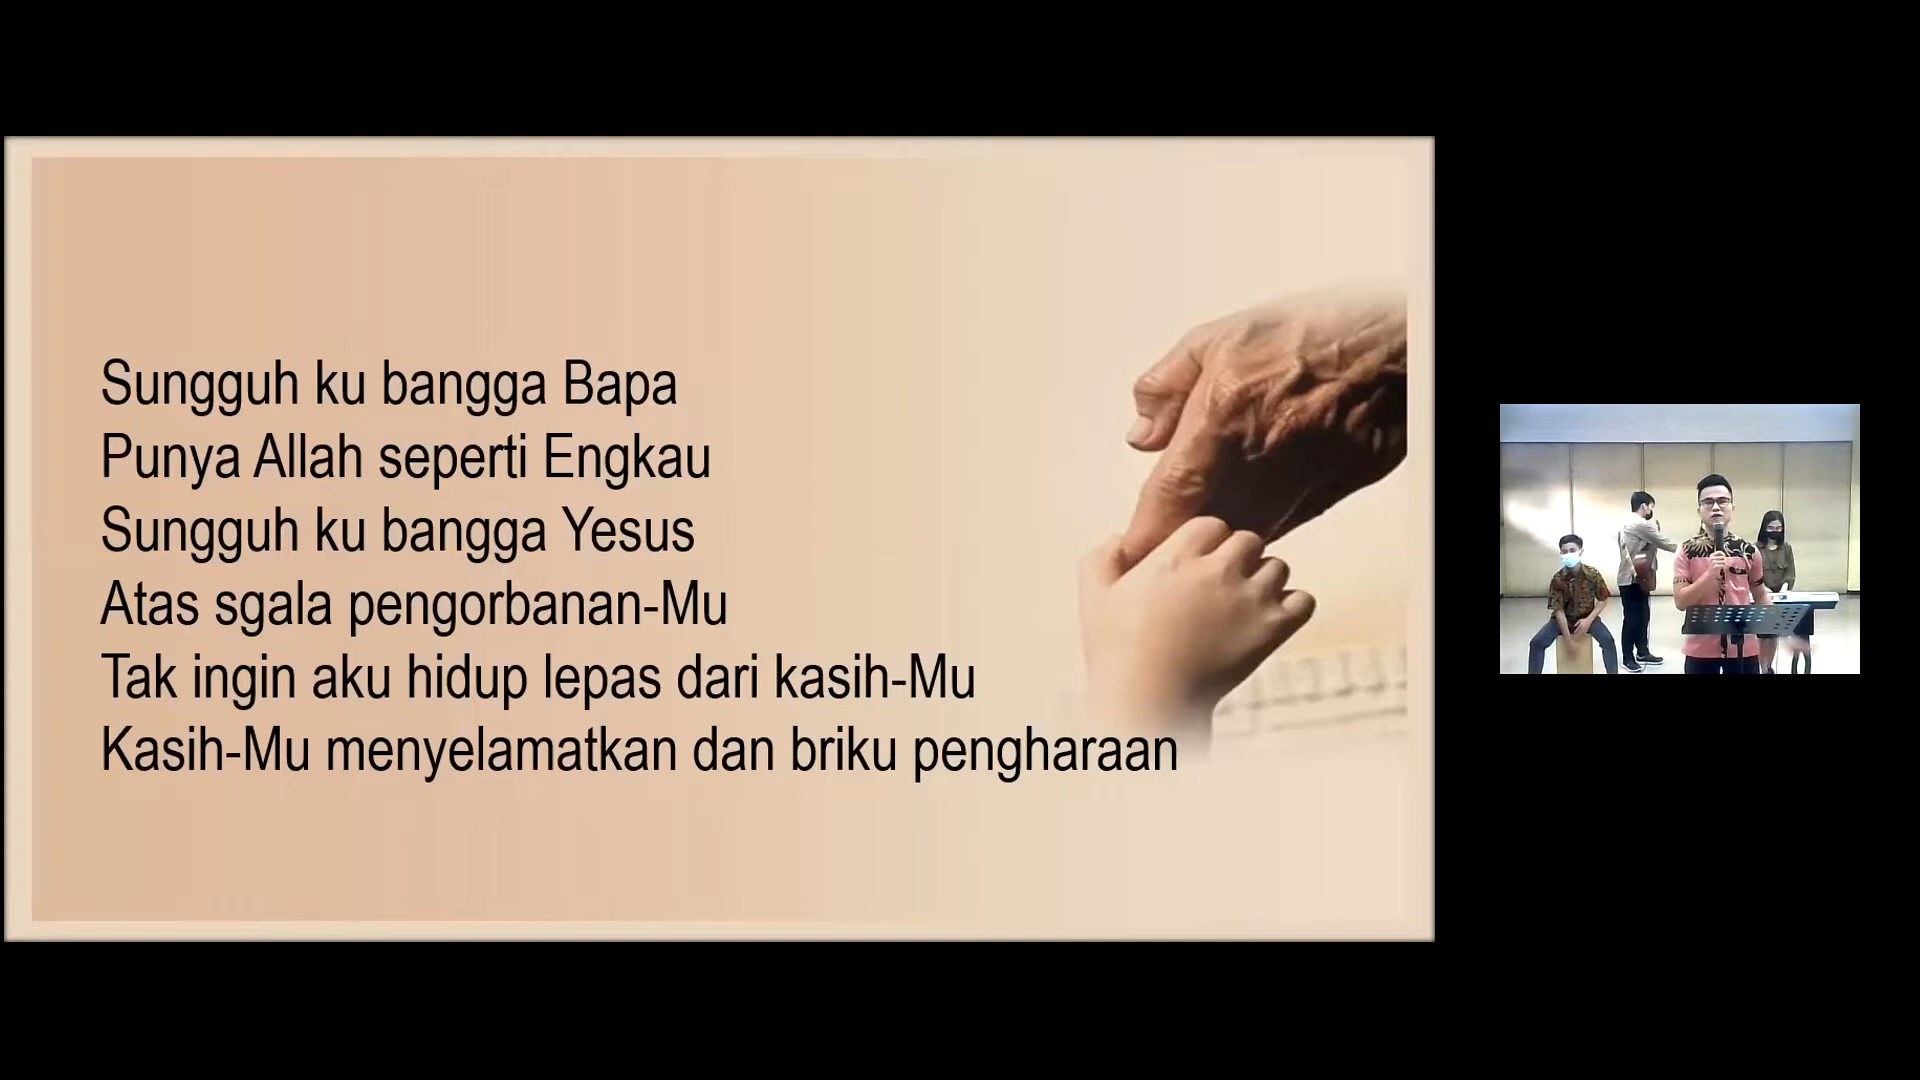 Sungguh ku bangga Bapa
Punya Allah seperti Engkau
Sungguh ku bangga Yesus
Atas sgala pengorbanan-Mu
Tak ingin aku hidup lepas dari kasih-Mu
Kasih-Mu menyelamatkan dan briku pengharaan